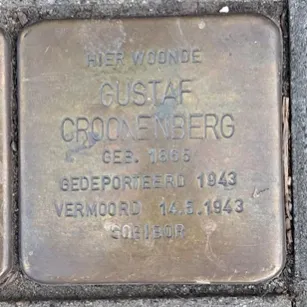 HIER WOONDE
GUSTAF
CROONENBERG
GEB. 1865
GEDEPORTEERD 1943
VERMOORD 14.5.1943
SOBIBOR